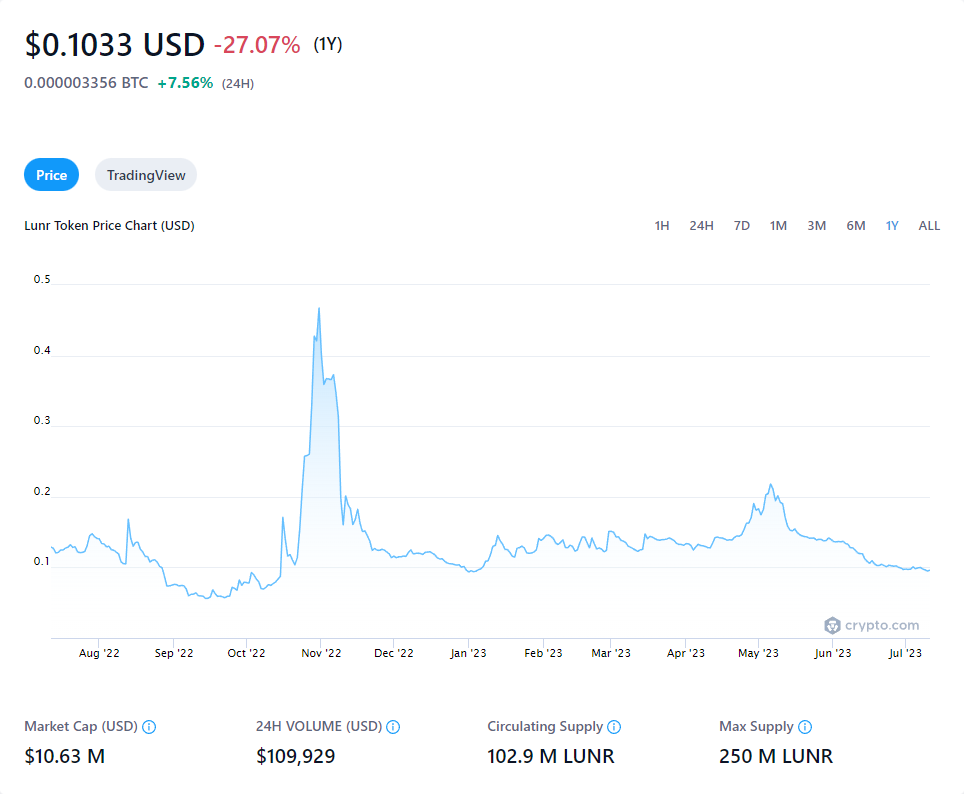 $0.1033 USD -27.07% (1Y)
0.000003356 BTC +7.56% (24H)
Price TradingView
Lunr Token Price Chart (USD) 1H 24H 7D 1M 3M 6M 1Y ALL
0.5
0.4
0.3
0.2
0.1
crypto.com
Aug '22 Sep '22 Oct '22 Nov '22 Dec '22 Jan '23 Feb '23 Mar '23 Apr '23 May '23 Jun '23 Jul '23
Market Cap (USD) 24H VOLUME (USD) Circulating Supply Max Supply
$10.63 M $109,929 102.9 M LUNR 250 M LUNR